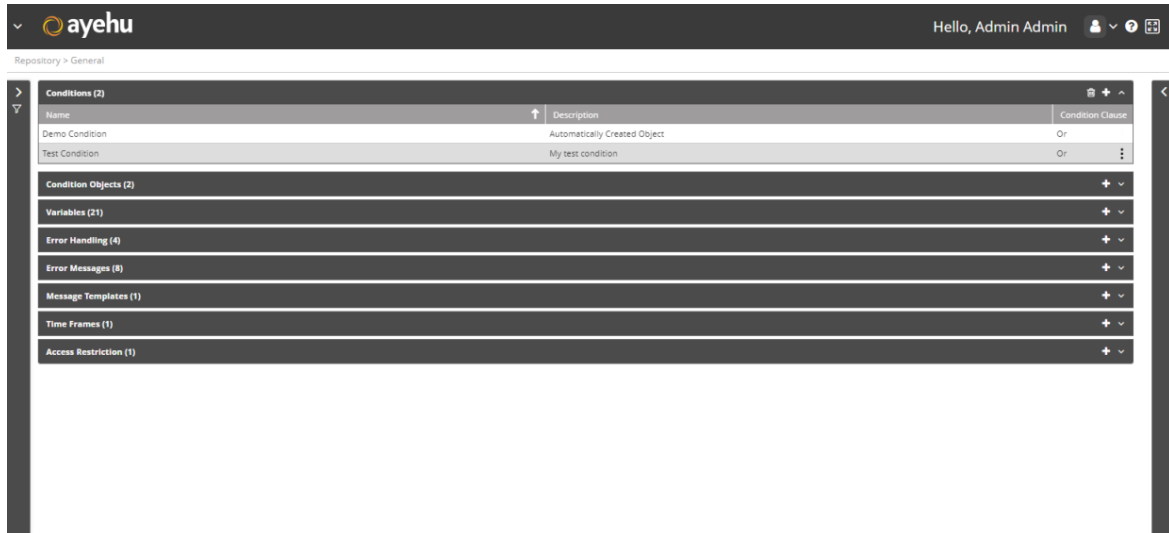 ayehu Hello, Admin Admin
Repository > General
Conditions (2)
Name Description Condition Clause
Demo Condition Automatically Created Object Or
Test Condition My test condition Or
Condition Objects (2)
Variables (21)
Error Handling (4)
Error Messages (8)
Message Templates (1)
Time Frames (1)
Access Restriction (1)